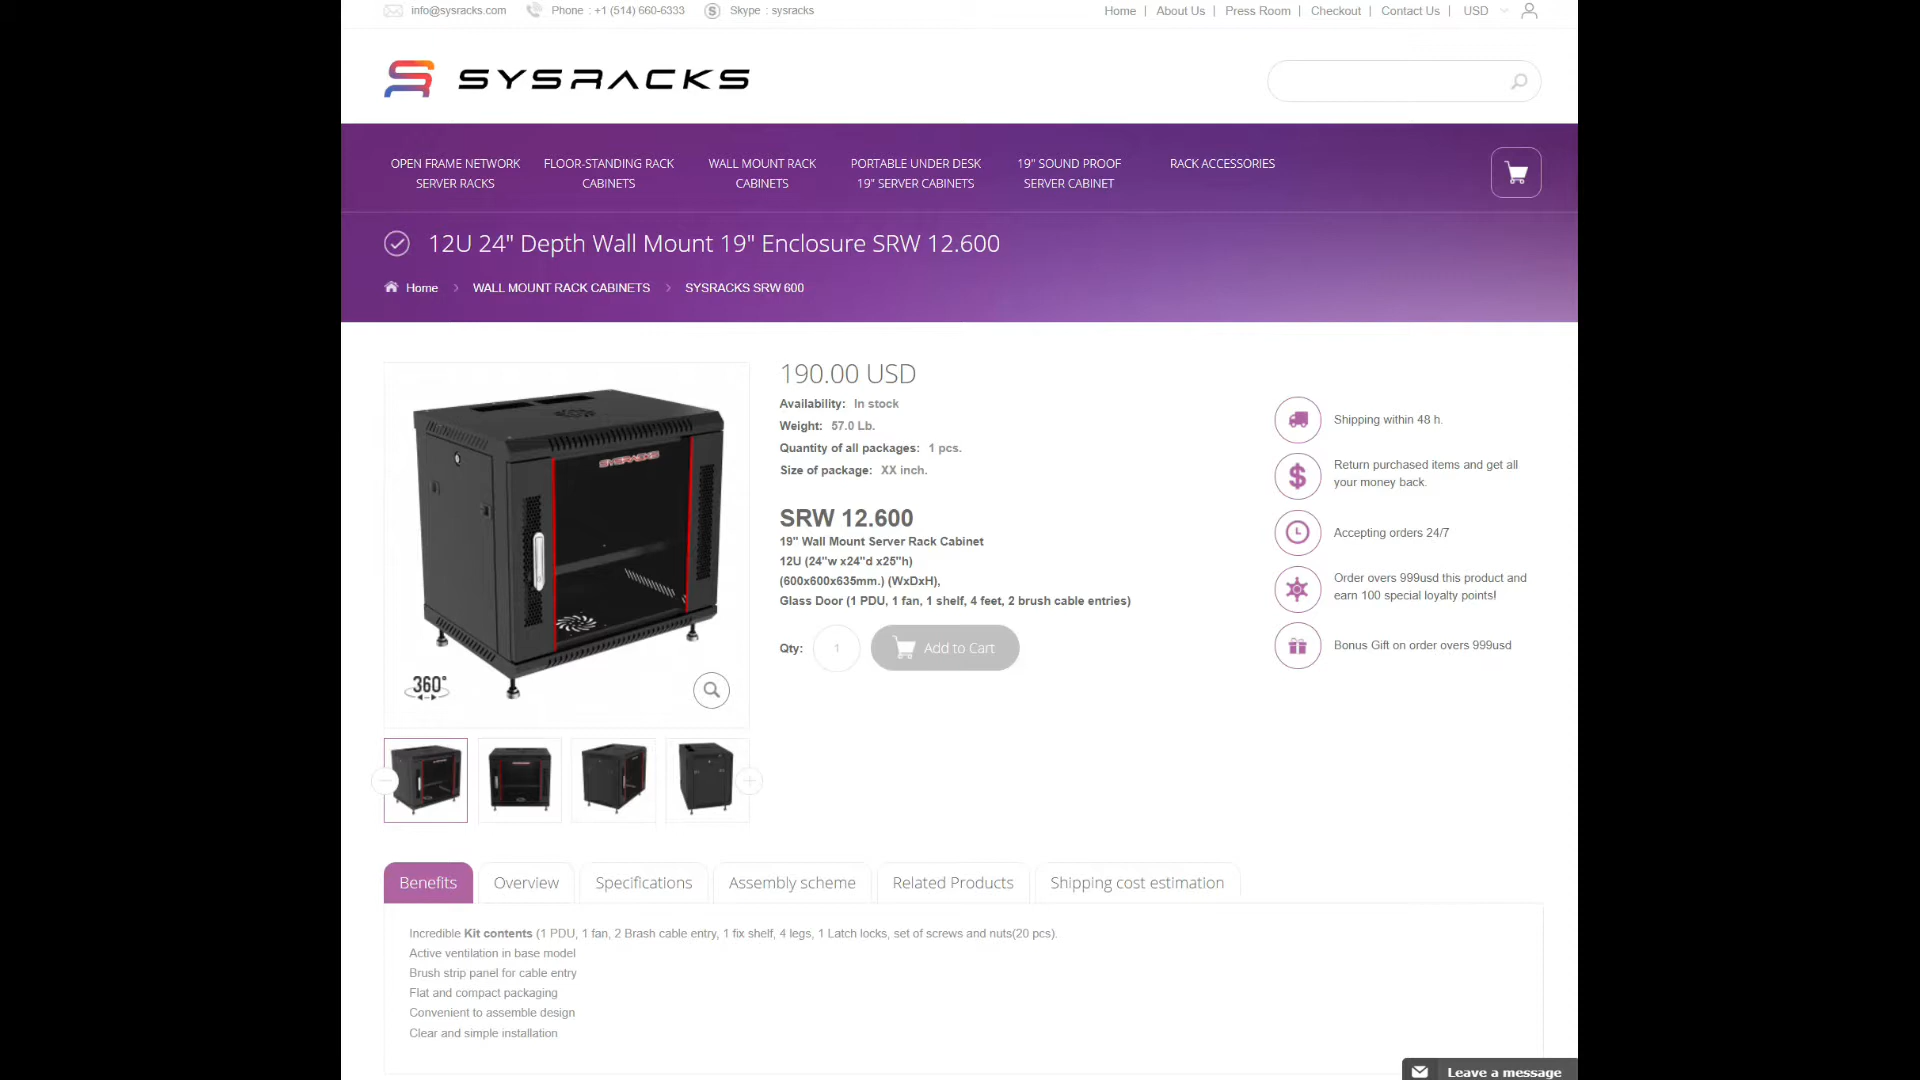 info@sysracks.com Phone : +1 (514) 660-6333 Skype : sysracks Home | About Us | Press Room | Checkout | Contact Us | USD
SYSRACKS
OPEN FRAME NETWORK SERVER RACKS
FLOOR-STANDING RACK CABINETS
WALL MOUNT RACK CABINETS
PORTABLE UNDER DESK 19" SERVER CABINETS
19" SOUND PROOF SERVER CABINET
RACK ACCESSORIES
12U 24" Depth Wall Mount 19" Enclosure SRW 12.600
Home > WALL MOUNT RACK CABINETS > SYSRACKS SRW 600
SYSRACKS
360°
190.00 USD
Availability: In stock
Weight: 57.0 Lb.
Quantity of all packages: 1 pcs.
Size of package: XX inch.
SRW 12.600
19" Wall Mount Server Rack Cabinet
12U (24"w x24"d x25"h)
(600x600x635mm.) (WxDxH),
Glass Door (1 PDU, 1 fan, 1 shelf, 4 feet, 2 brush cable entries)
Qty: 1 Add to Cart
Shipping within 48 h.
Return purchased items and get all
your money back.
Accepting orders 24/7
Order overs 999usd this product and
earn 100 special loyalty points!
Bonus Gift on order overs 999usd
Benefits Overview Specifications Assembly scheme Related Products Shipping cost estimation
Incredible Kit contents (1 PDU, 1 fan, 2 Brash cable entry, 1 fix shelf, 4 legs, 1 Latch locks, set of screws and nuts(20 pcs).
Active ventilation in base model
Brush strip panel for cable entry
Flat and compact packaging
Convenient to assemble design
Clear and simple installation
Leave a message